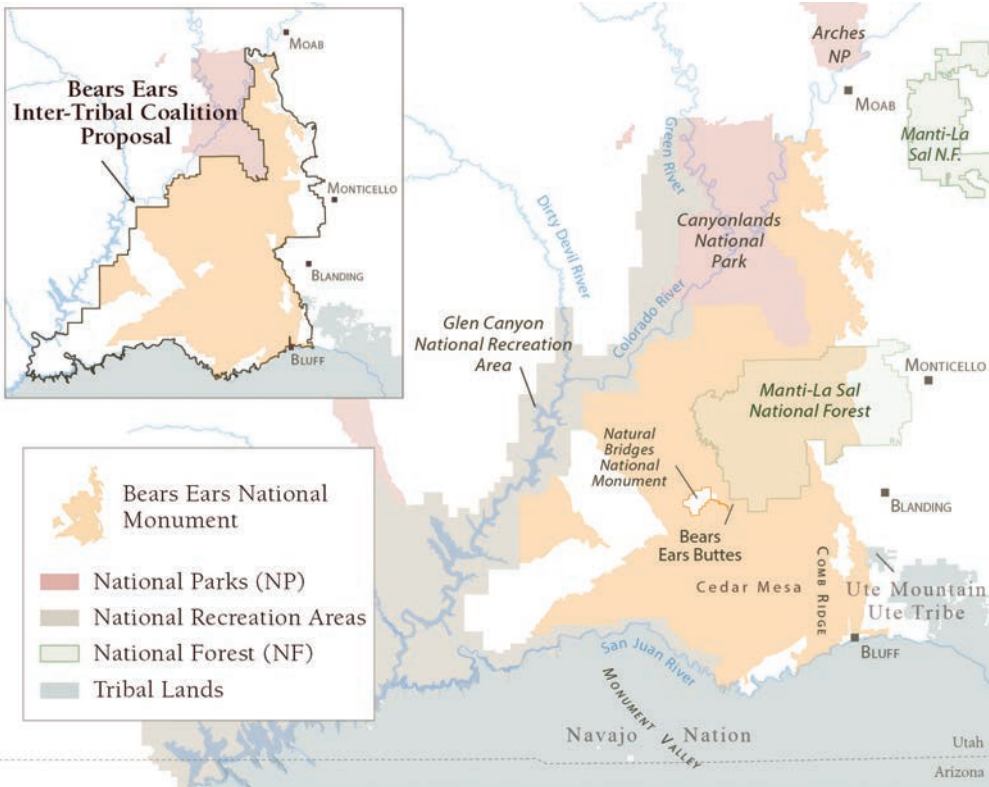 Moab
Bears Ears
Inter-Tribal Coalition
Proposal
Monticello
Blanding
Bluff
Arches
NP
Moab
Manti-La
Sal N.F.
Green River
Canyonlands
National
Park
Dirty Devil River
Colorado River
Glen Canyon
National Recreation
Area
Monticello
Manti-La Sal
National Forest
Natural
Bridges
National
Monument
Blanding
Bears
Ears Buttes
Cedar Mesa
Comb Ridge
Ute Mountain
Ute Tribe
Bluff
San Juan River
Monument Valley
Navajo Nation
Utah
Arizona
Bears Ears National
Monument
National Parks (NP)
National Recreation Areas
National Forest (NF)
Tribal Lands